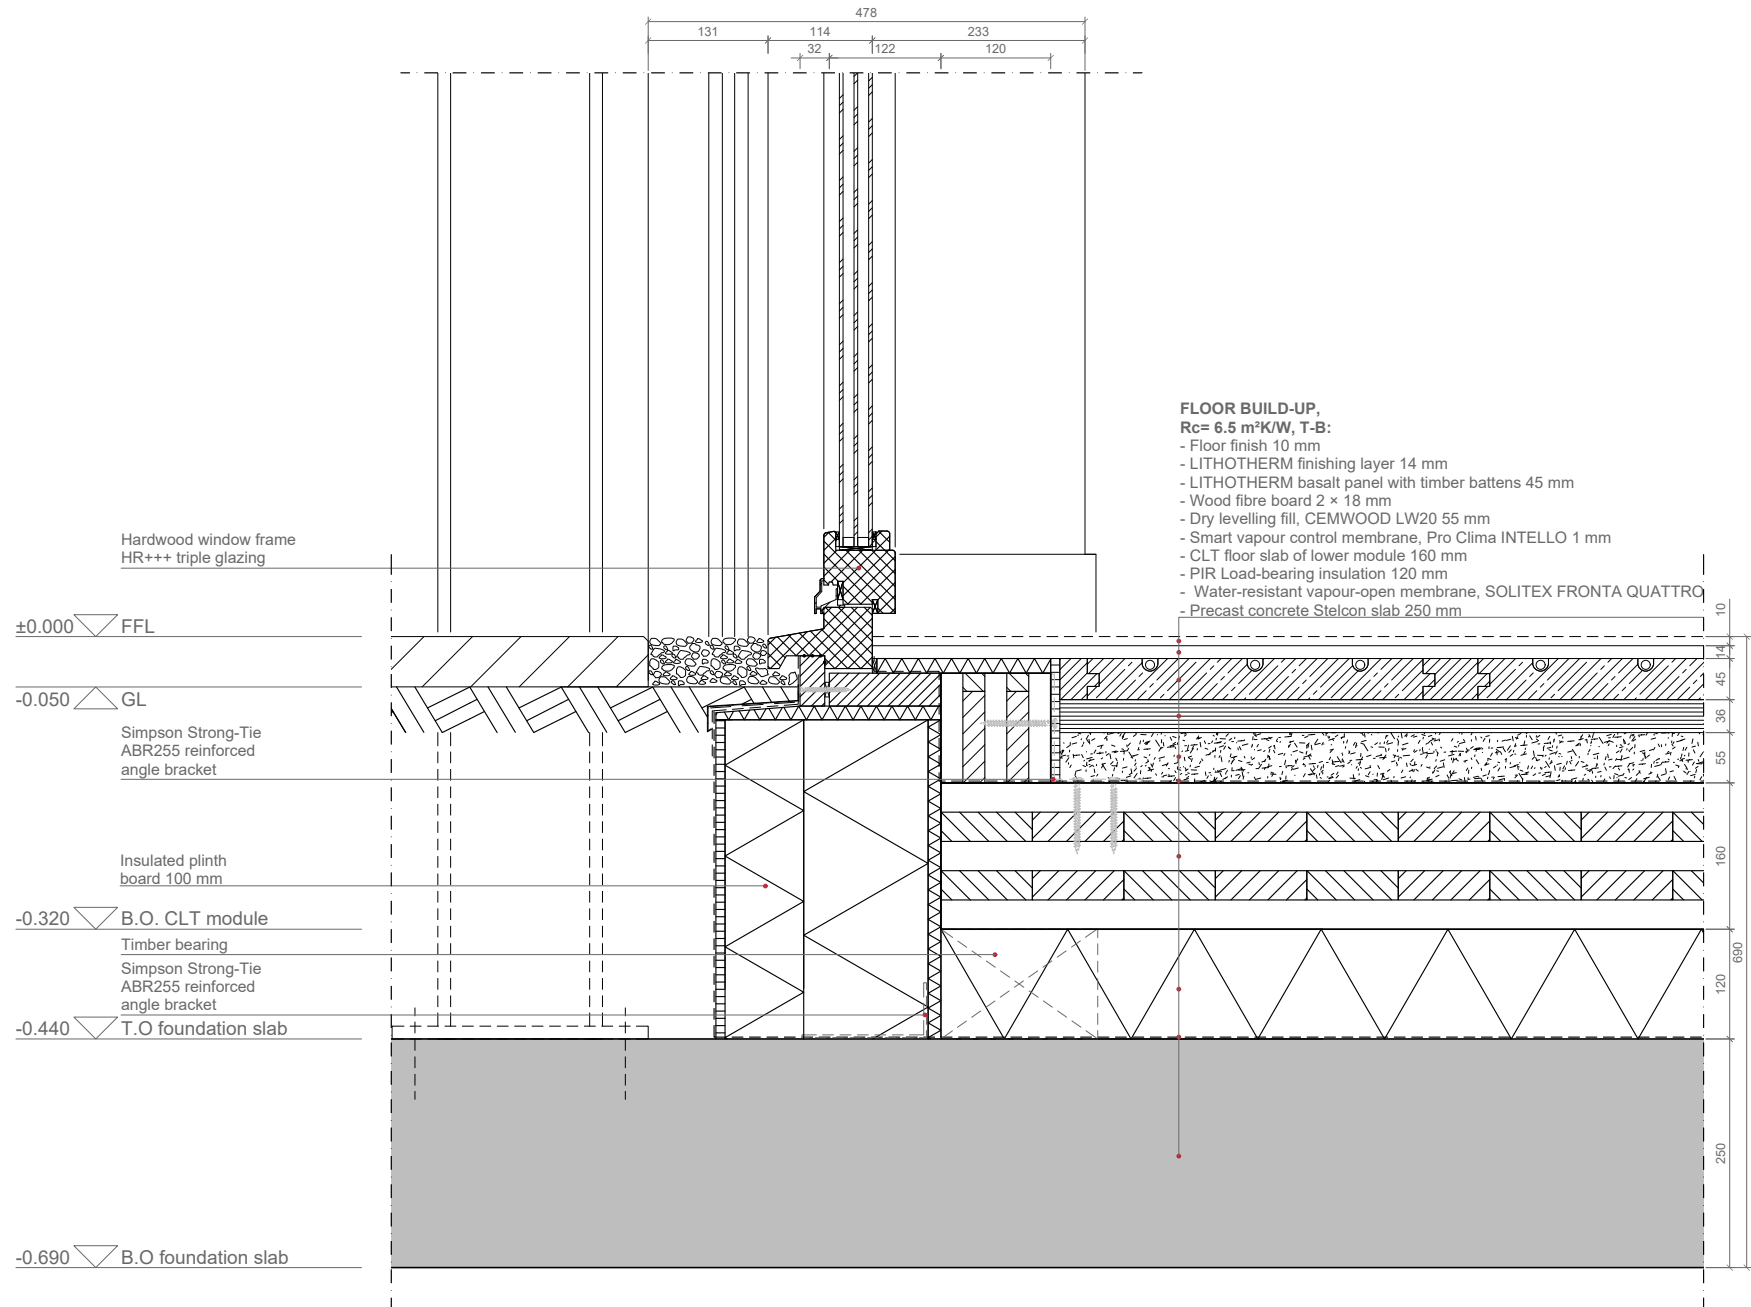 478
131
114
233
32
122
120
FLOOR BUILD-UP,
Rc= 6.5 m²K/W, T-B:
- Floor finish 10 mm
- LITHOTHERM finishing layer 14 mm
- LITHOTHERM basalt panel with timber battens 45 mm
- Wood fibre board 2 × 18 mm
- Dry levelling fill, CEMWOOD LW20 55 mm
- Smart vapour control membrane, Pro Clima INTELLO 1 mm
- CLT floor slab of lower module 160 mm
- PIR Load-bearing insulation 120 mm
- Water-resistant vapour-open membrane, SOLITEX FRONTA QUATTRO
- Precast concrete Stelcon slab 250 mm
Hardwood window frame
HR+++ triple glazing
±0.000 FFL
-0.050 GL
Simpson Strong-Tie
ABR255 reinforced
angle bracket
Insulated plinth
board 100 mm
-0.320 B.O. CLT module
Timber bearing
Simpson Strong-Tie
ABR255 reinforced
angle bracket
-0.440 T.O foundation slab
-0.690 B.O foundation slab
10
14
45
36
55
160
120
250
690